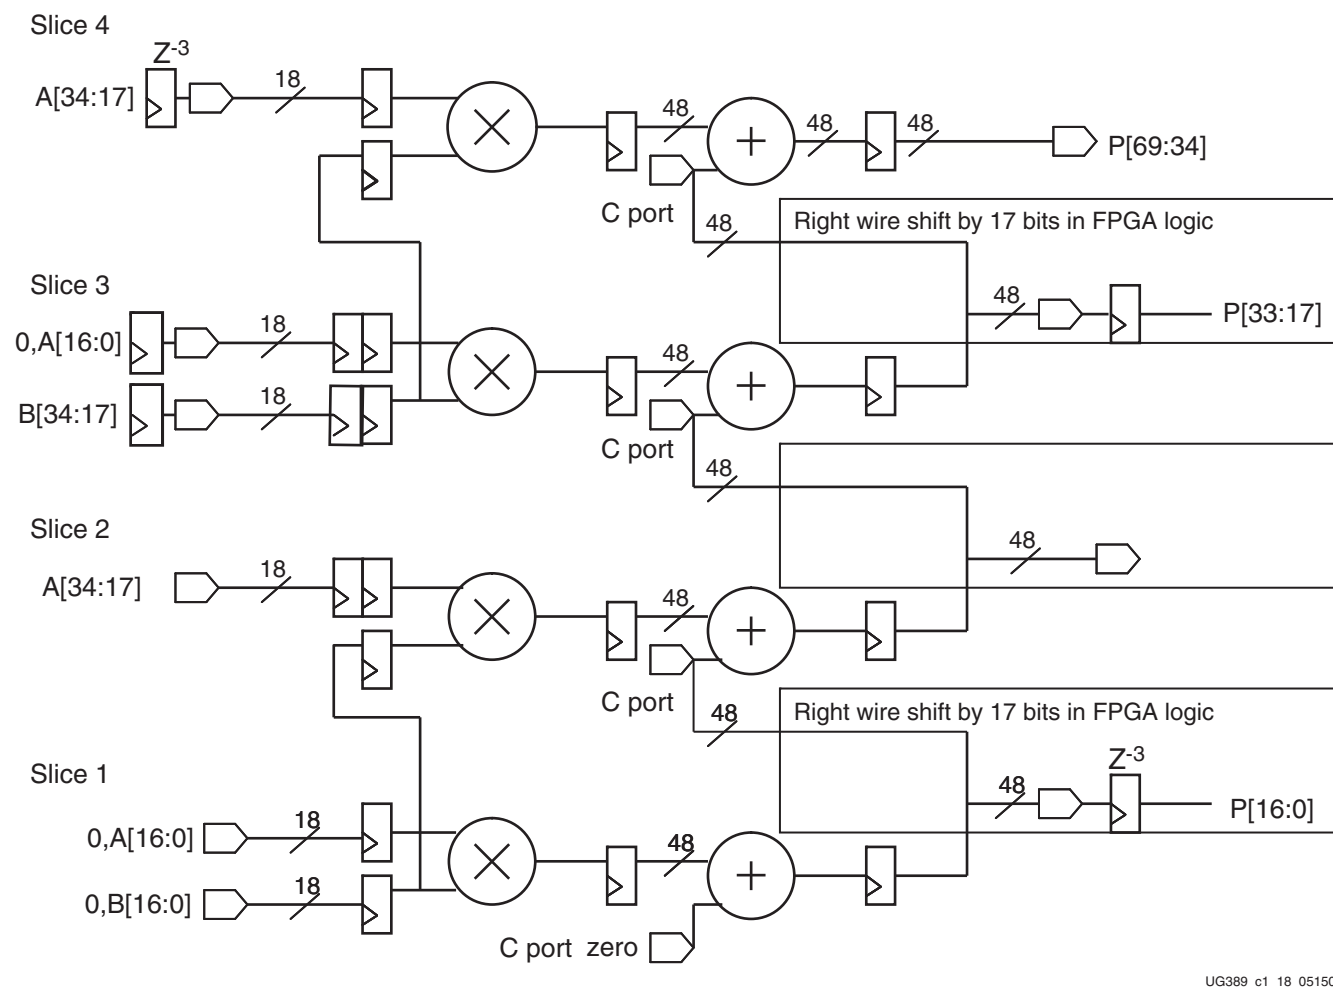 Slice 4
Z-3
A[34:17]
18
48
48
48
P[69:34]
C port
48
Right wire shift by 17 bits in FPGA logic
Slice 3
0,A[16:0]
18
48
48
P[33:17]
B[34:17]
18
C port
48
Slice 2
A[34:17]
18
48
48
C port
48
Right wire shift by 17 bits in FPGA logic
Slice 1
Z-3
0,A[16:0]
18
48
48
P[16:0]
0,B[16:0]
18
C port zero
UG389_c1_18_05150